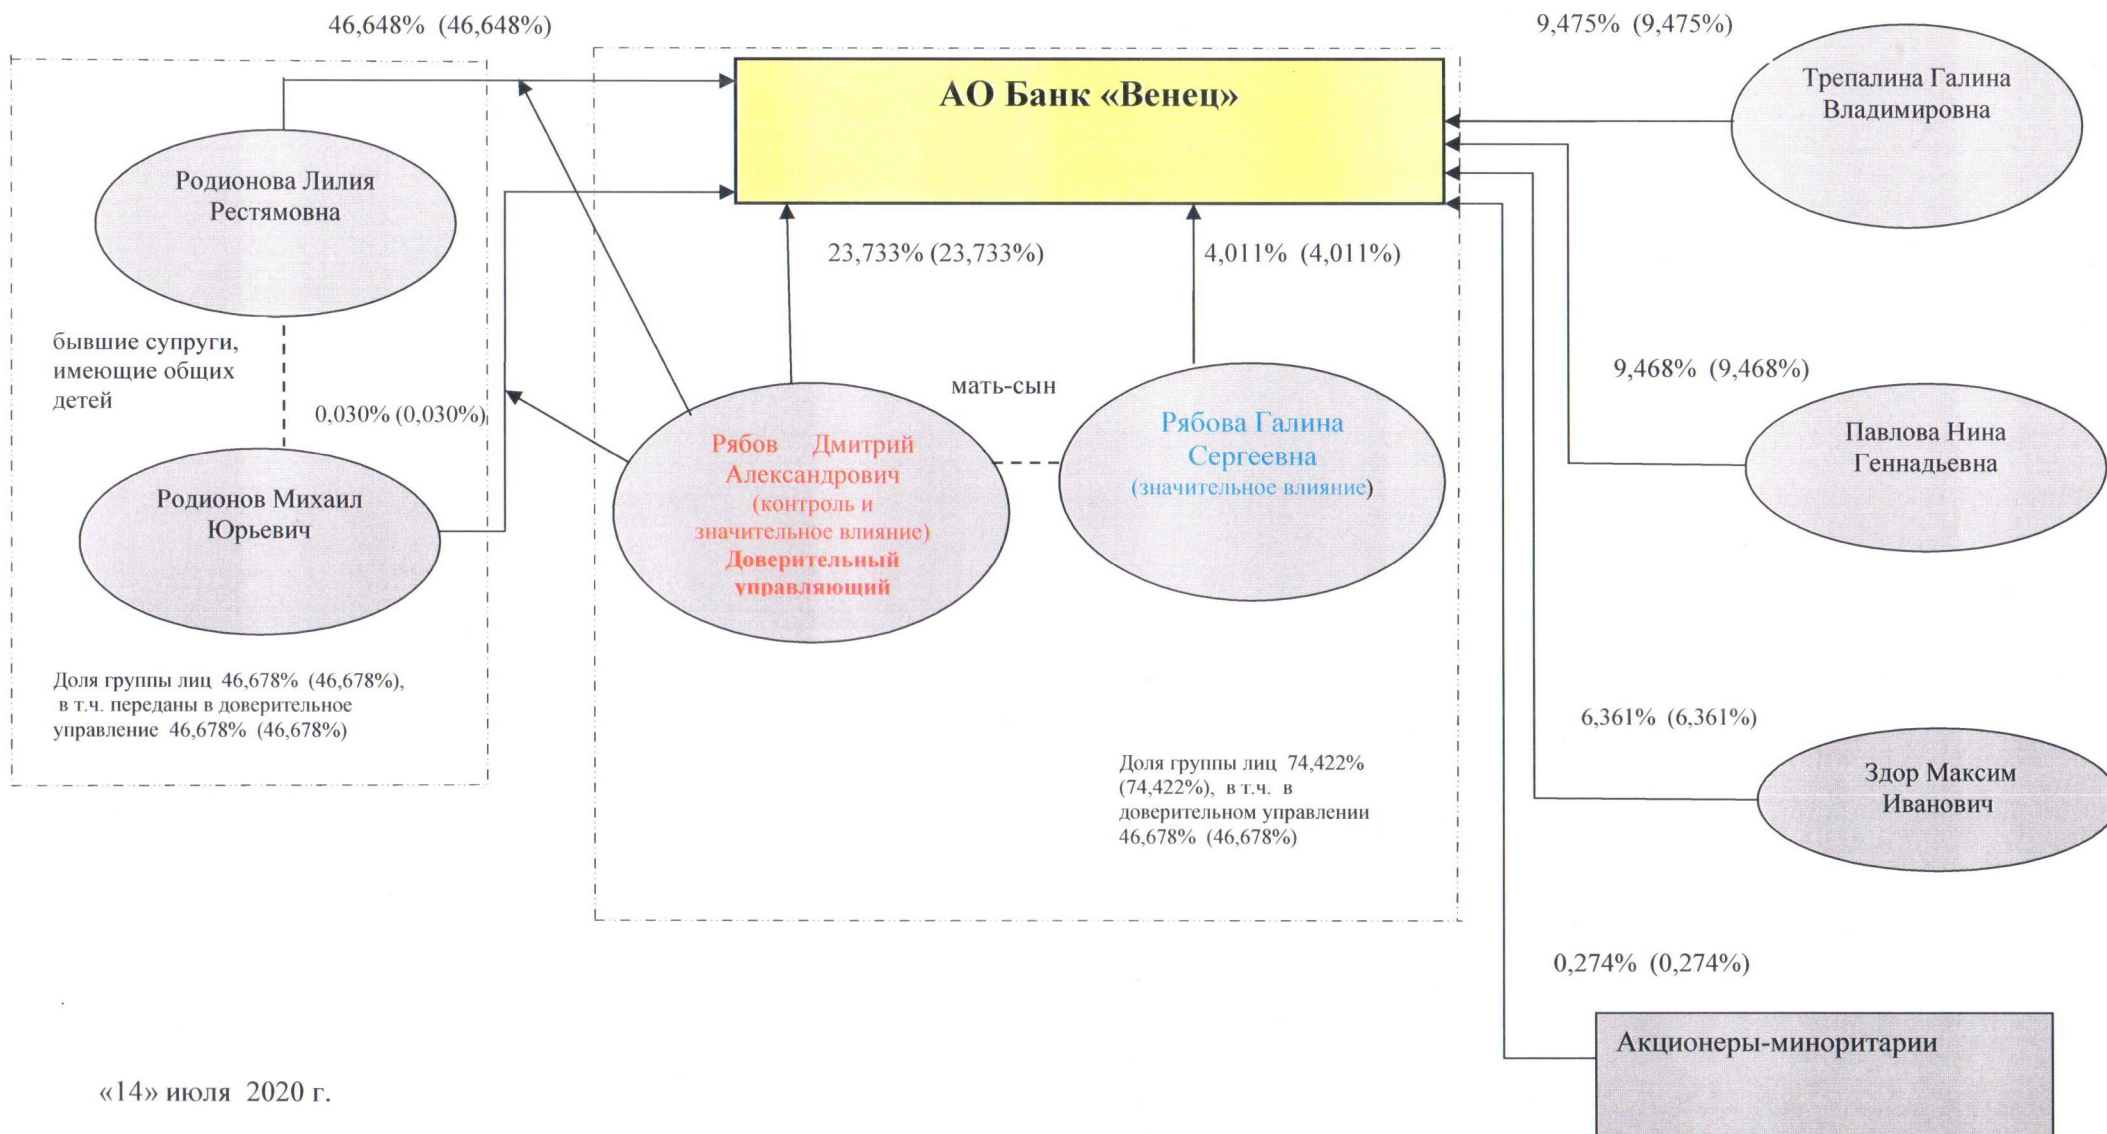 46,648% (46,648%)
9,475% (9,475%)
АО Банк «Венец»
Трепалина Галина
Владимировна
Родионова Лилия
Рестямовна
23,733% (23,733%)
4,011% (4,011%)
бывшие супруги,
имеющие общих
детей
0,030% (0,030%)
мать-сын
9,468% (9,468%)
Павлова Нина
Геннадьевна
Рябов Дмитрий
Александрович
(контроль и
значительное влияние)
Доверительный
управляющий
Рябова Галина
Сергеевна
(значительное влияние)
Родионов Михаил
Юрьевич
Доля группы лиц 46,678% (46,678%),
в т.ч. переданы в доверительное
управление 46,678% (46,678%)
6,361% (6,361%)
Здор Максим
Иванович
Доля группы лиц 74,422%
(74,422%), в т.ч. в
доверительном управлении
46,678% (46,678%)
0,274% (0,274%)
Акционеры-миноритарии
«14» июля 2020 г.